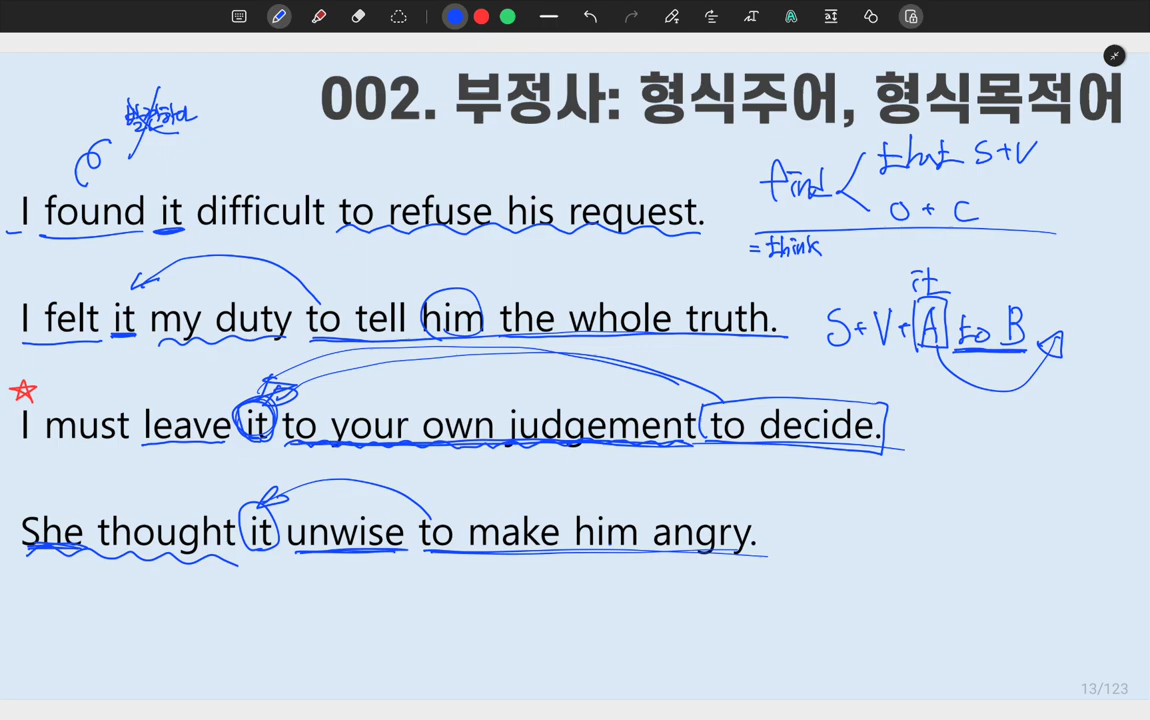 002. 부정사: 형식주어, 형식목적어
find that S+V
O + C
= think
I found it difficult to refuse his request.
it
I felt it my duty to tell him the whole truth.
S+V+A to B
I must leave it to your own judgement to decide.
She thought it unwise to make him angry.
13/123